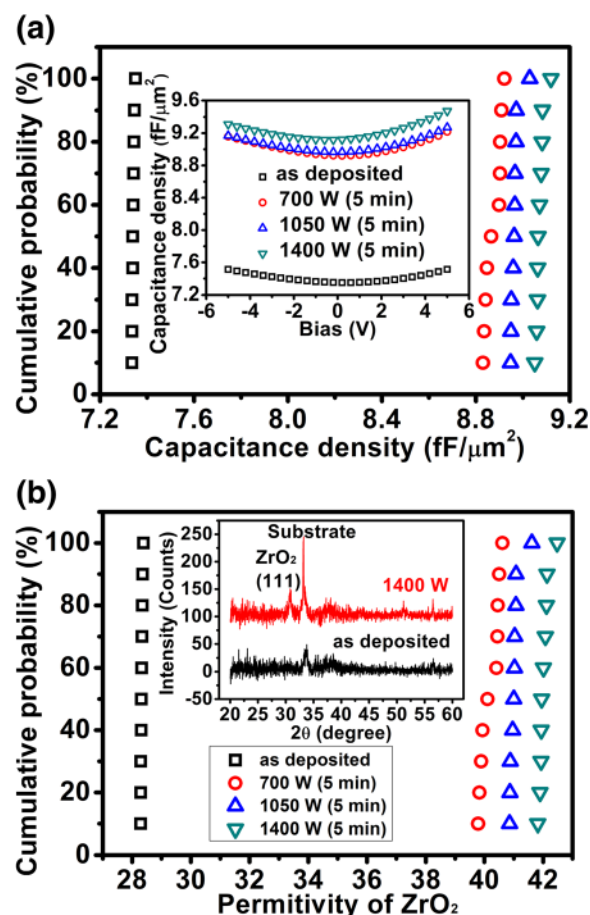 (a)
Cumulative probability (%)
100
80
60
40
20
0
7.2 7.6 8.0 8.4 8.8 9.2
Capacitance density (fF/μm²)
Capacitance density (fF/μm²)
9.6
9.2
8.8
8.4
8.0
7.6
7.2
as deposited
700 W (5 min)
1050 W (5 min)
1400 W (5 min)
-6 -4 -2 0 2 4 6
Bias (V)
(b)
Cumulative probability (%)
100
80
60
40
20
0
28 30 32 34 36 38 40 42
Permitivity of ZrO₂
Intensity (Counts)
250
200
150
100
50
0
-50
Substrate
ZrO₂
(111)
1400 W
as deposited
20 25 30 35 40 45 50 55 60
2θ (degree)
as deposited
700 W (5 min)
1050 W (5 min)
1400 W (5 min)